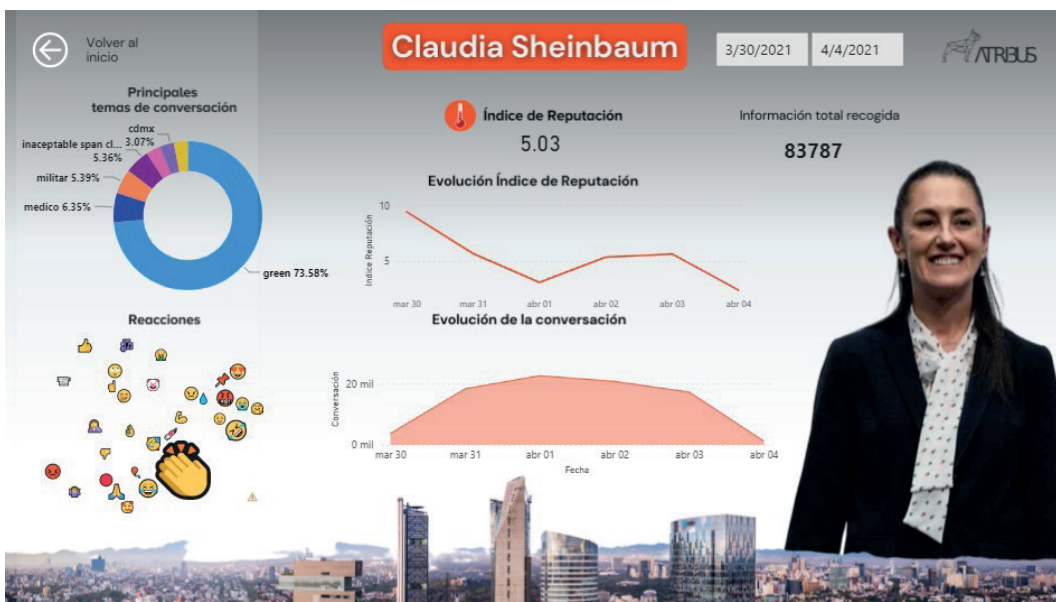 Volver al
inicio
Claudia Sheinbaum
3/30/2021
4/4/2021
ATRIBUS
Principales
temas de conversación
cdmx
3.07%
inaceptable span cl...
5.36%
militar 5.39%
medico 6.35%
green 73.58%
Índice de Reputación
5.03
Información total recogida
83787
Evolución Índice de Reputación
Indice Reputación
10
5
mar 30
mar 31
abr 01
abr 02
abr 03
abr 04
Reacciones
Evolución de la conversación
Conversación
20 mil
0 mil
mar 30
mar 31
abr 01
abr 02
abr 03
abr 04
Fecha